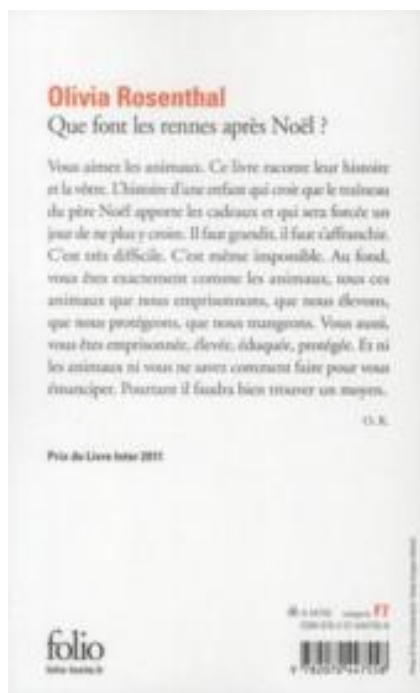 Olivia Rosenthal
Que font les rennes après Noël ?
Vous aimez les animaux. Ce livre raconte leur histoire
et la vôtre. L'histoire d'une enfant qui croit que le traîneau
du père Noël apporte les cadeaux et qui sera forcée un
jour de ne plus y croire. Il faut grandir, il faut s'affranchir.
C'est très difficile. C'est même impossible. Au fond,
vous êtes exactement comme les animaux, tous ces
animaux que nous emprisonnons, que nous élevons,
que nous protégeons, que nous mangeons. Vous aussi,
vous êtes emprisonnée, élevée, éduquée, protégée. Et ni
les animaux ni vous ne savez comment faire pour vous
émanciper. Pourtant il faudra bien trouver un moyen.
O. R.
Prix du Livre Inter 2011
F7
folio